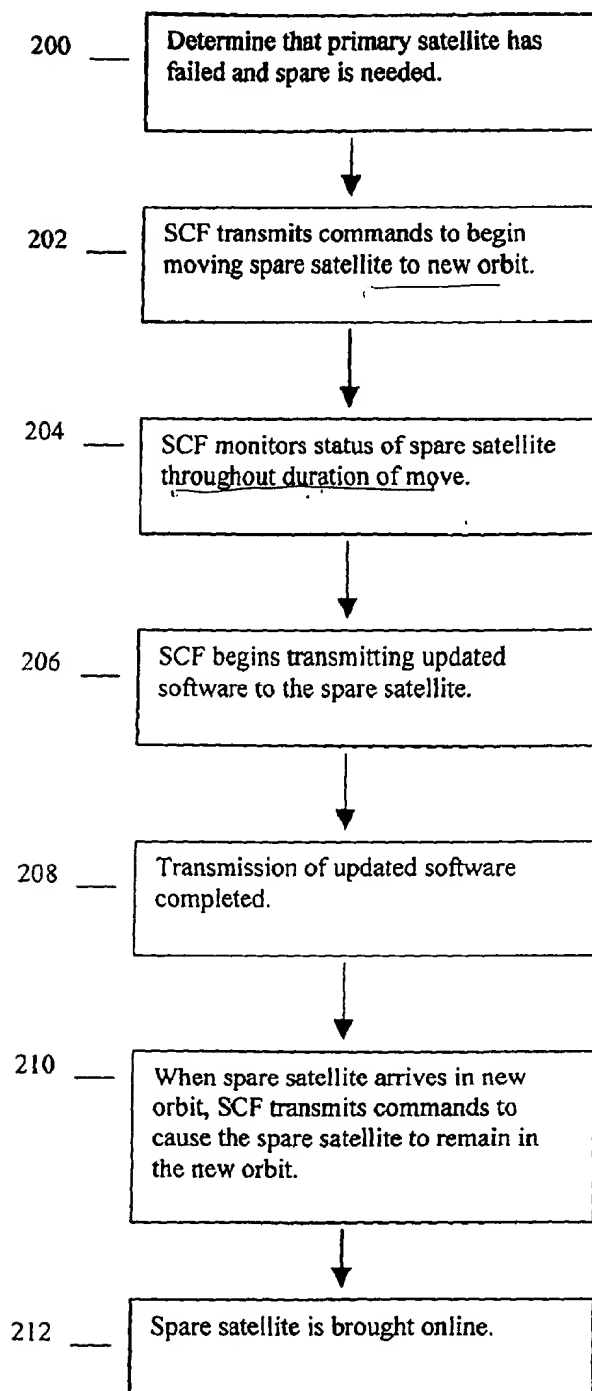 200
Determine that primary satellite has
failed and spare is needed.
202
SCF transmits commands to begin
moving spare satellite to new orbit.
204
SCF monitors status of spare satellite
throughout duration of move.
206
SCF begins transmitting updated
software to the spare satellite.
208
Transmission of updated software
completed.
210
When spare satellite arrives in new
orbit, SCF transmits commands to
cause the spare satellite to remain in
the new orbit.
212
Spare satellite is brought online.